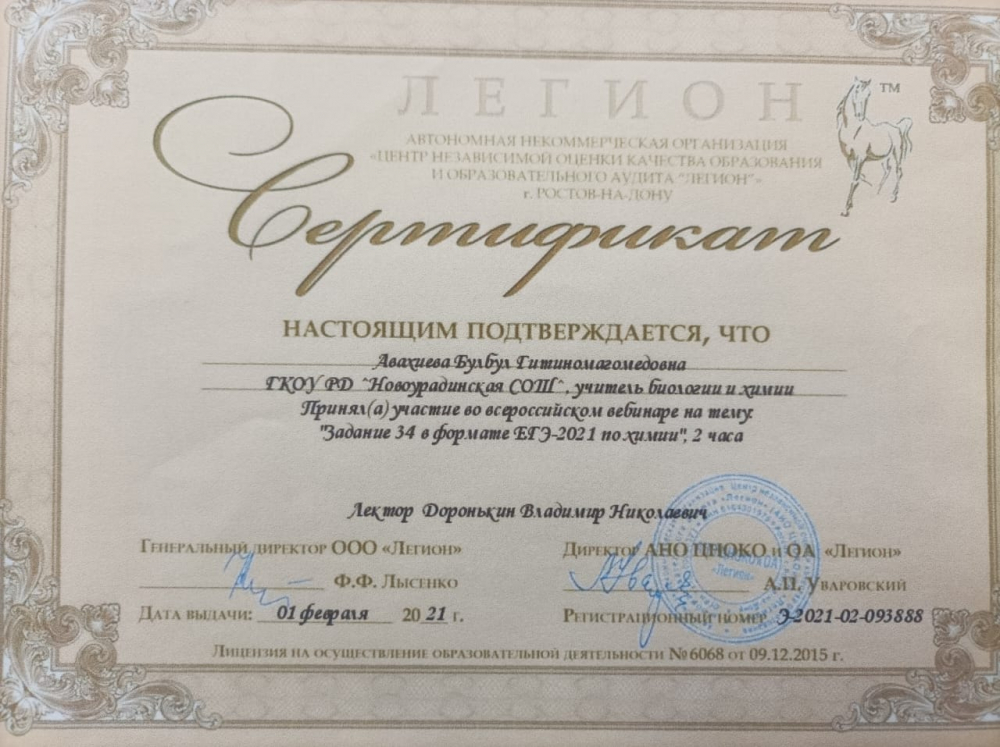 ЛЕГИОН
TM
АВТОНОМНАЯ НЕКОММЕРЧЕСКАЯ ОРГАНИЗАЦИЯ
«ЦЕНТР НЕЗАВИСИМОЙ ОЦЕНКИ КАЧЕСТВА ОБРАЗОВАНИЯ
И ОБРАЗОВАТЕЛЬНОГО АУДИТА "ЛЕГИОН"»
г. РОСТОВ-НА-ДОНУ
Сертификат
НАСТОЯЩИМ ПОДТВЕРЖДАЕТСЯ, ЧТО
Авахиева Булбул Гитиномагомедовна
ГКОУ РД "Новоурадинская СОШ", учитель биологии и химии
Принял(а) участие во всероссийском вебинаре на тему:
"Задание 34 в формате ЕГЭ-2021 по химии", 2 часа
Лектор Доронькин Владимир Николаевич
Генеральный директор ООО «Легион»
Ф.Ф. Лысенко
Директор АНО ЦНОКО и ОА «Легион»
А.П. Уваровский
Дата выдачи: 01 февраля 2021 г.
Регистрационный номер Э-2021-02-093888
Лицензия на осуществление образовательной деятельности №6068 от 09.12.2015 г.